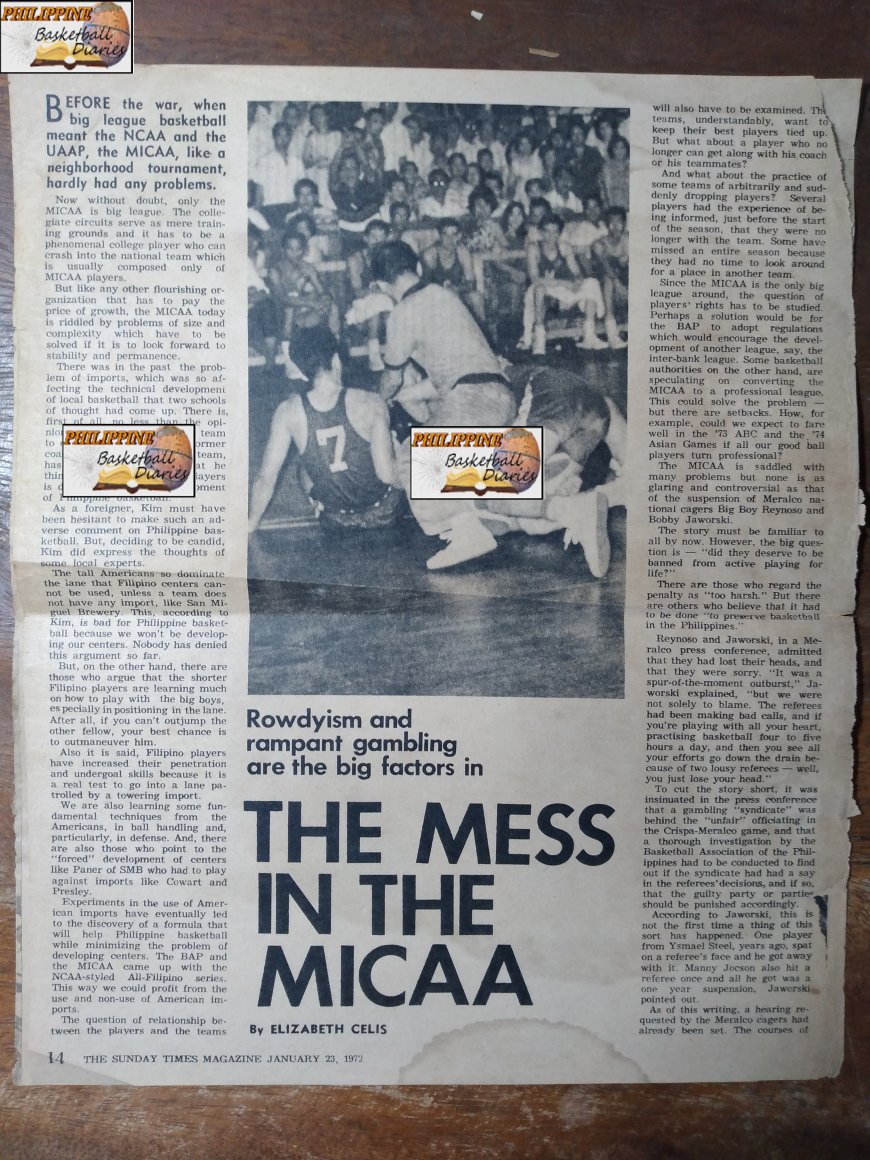 PHILIPPINE
Basketball
Diaries
BEFORE the war, when
big league basketball
meant the NCAA and the
UAAP, the MICAA, like a
neighborhood tournament,
hardly had any problems.
Now without doubt, only the
MICAA is big league. The colle-
giate circuits serve as mere train-
ing grounds and it has to be a
phenomenal college player who can
crash into the national team which
is usually composed only of
MICAA players.
But like any other flourishing or-
ganization that has to pay the
price of growth, the MICAA today
is riddled by problems of size and
complexity which have to be
solved if it is to look forward to
stability and permanence.
There was in the past the prob-
lem of imports, which was so af-
fecting the technical development
of local basketball that two schools
of thought had come up. There is,
first of all, no less than the opi-
team
to
ormer
coa
team,
has
at he
thin
layers
is
pment
of Philippine basketball.
PHILIPPINE
Basketball
Diaries
As a foreigner, Kim must have
been hesitant to make such an ad-
verse comment on Philippine bas-
ketball. But, deciding to be candid,
Kim did express the thoughts of
some local experts.
The tall Americans so dominate
the lane that Filipino centers can-
not be used, unless a team does
not have any import, like San Mi-
guel Brewery. This, according to
Kim, is bad for Philippine basket-
ball because we won't be develop-
ing our centers. Nobody has denied
this argument so far.
But, on the other hand, there are
those who argue that the shorter
Filipino players are learning much
on how to play with the big boys,
especially in positioning in the lane.
After all, if you can't outjump the
other fellow, your best chance is
to outmaneuver him.
Also it is said, Filipino players
have increased their penetration
and undergoal skills because it is
a real test to go into a lane pa-
trolled by a towering import.
We are also learning some fun-
damental techniques from the
Americans, in ball handling and,
particularly, in defense. And, there
are also those who point to the
"forced" development of centers
like Paner of SMB who had to play
against imports like Cowart and
Presley.
Experiments in the use of Amer-
ican imports have eventually led
to the discovery of a formula that
will help Philippine basketball
while minimizing the problem of
developing centers. The BAP and
the MICAA came up with the
NCAA-styled All-Filipino series.
This way we could profit from the
use and non-use of American im-
ports.
The question of relationship be-
tween the players and the teams
7
PHILIPPINE
Basketball
Diaries
Rowdyism and
rampant gambling
are the big factors in
THE MESS
IN THE
MICAA
By ELIZABETH CELIS
will also have to be examined. The
teams, understandably, want to
keep their best players tied up.
But what about a player who no
longer can get along with his coach
or his teammates?
And what about the practice of
some teams of arbitrarily and sud-
denly dropping players? Several
players had the experience of be-
ing informed, just before the start
of the season, that they were no
longer with the team. Some have
missed an entire season because
they had no time to look around
for a place in another team.
Since the MICAA is the only big
league around, the question of
players' rights has to be studied.
Perhaps a solution would be for
the BAP to adopt regulations
which would encourage the devel-
opment of another league, say, the
inter-bank league. Some basketball
authorities on the other hand, are
speculating on converting the
MICAA to a professional league.
This could solve the problem —
but there are setbacks. How, for
example, could we expect to fare
well in the '73 ABC and the '74
Asian Games if all our good ball
players turn professional?
The MICAA is saddled with
many problems but none is as
glaring and controversial as that
of the suspension of Meralco na-
tional cagers Big Boy Reynoso and
Bobby Jaworski.
The story must be familiar to
all by now. However, the big ques-
tion is — "did they deserve to be
banned from active playing for
life?"
There are those who regard the
penalty as "too harsh." But there
are others who believe that it had
to be done "to preserve basketball
in the Philippines."
Reynoso and Jaworski, in a Me-
ralco press conference, admitted
that they had lost their heads, and
that they were sorry. "It was a
spur-of-the-moment outburst," Ja-
worski explained, "but we were
not solely to blame. The referees
had been making bad calls, and if
you're playing with all your heart,
practising basketball four to five
hours a day, and then you see all
your efforts go down the drain be-
cause of two lousy referees — well,
you just lose your head."
To cut the story short, it was
insinuated in the press conference
that a gambling "syndicate" was
behind the "unfair" officiating in
the Crispa-Meralco game, and that
a thorough investigation by the
Basketball Association of the Phil-
ippines had to be conducted to find
out if the syndicate had had a say
in the referees' decisions, and if so,
that the guilty party or parties
should be punished accordingly.
According to Jaworski, this is
not the first time a thing of this
sort has happened. One player
from Ysmael Steel, years ago, spat
on a referee's face and he got away
with it. Manny Jocson also hit a
referee once and all he got was a
one year suspension, Jaworski
pointed out.
As of this writing, a hearing re-
quested by the Meralco cagers had
already been set. The courses of
14 THE SUNDAY TIMES MAGAZINE JANUARY 23, 1972